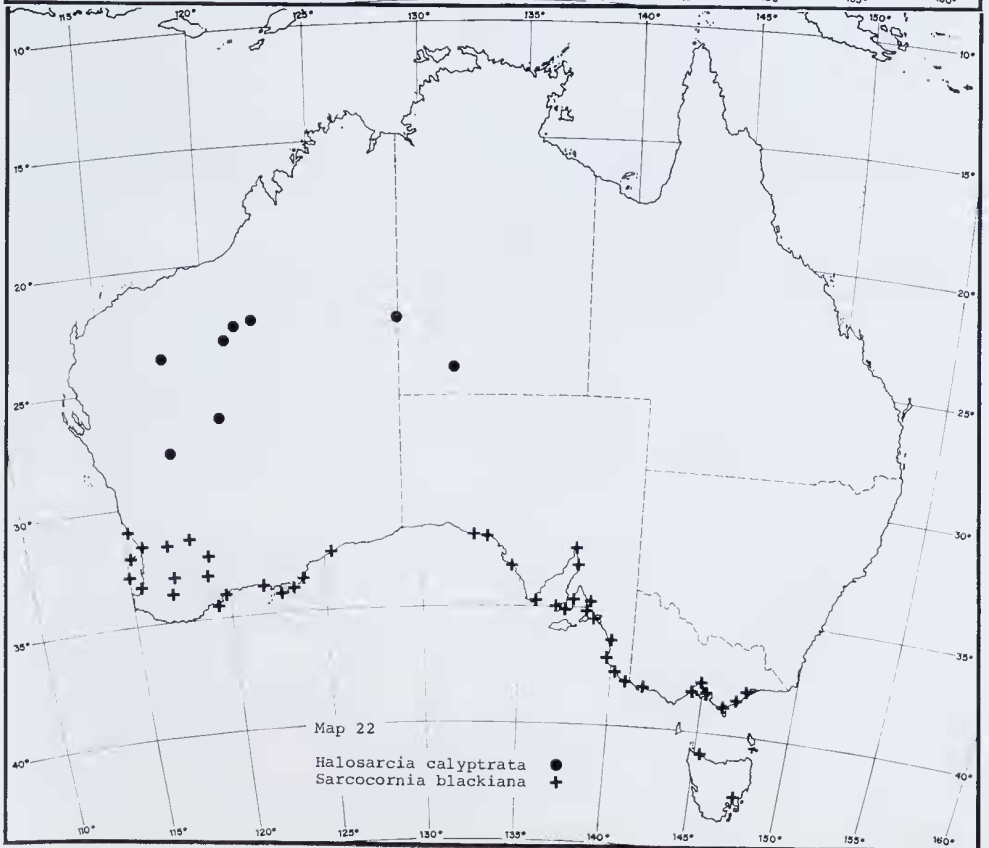 115° 120° 125° 130° 135° 140° 145° 150°
10° 10°
15° 15°
20° 20°
25° 25°
30° 30°
35° 35°
40° 40°
Map 22
Halosarcia calyptrata ●
Sarcocornia blackiana +
110° 115° 120° 125° 130° 135° 140° 145° 150° 155° 160°